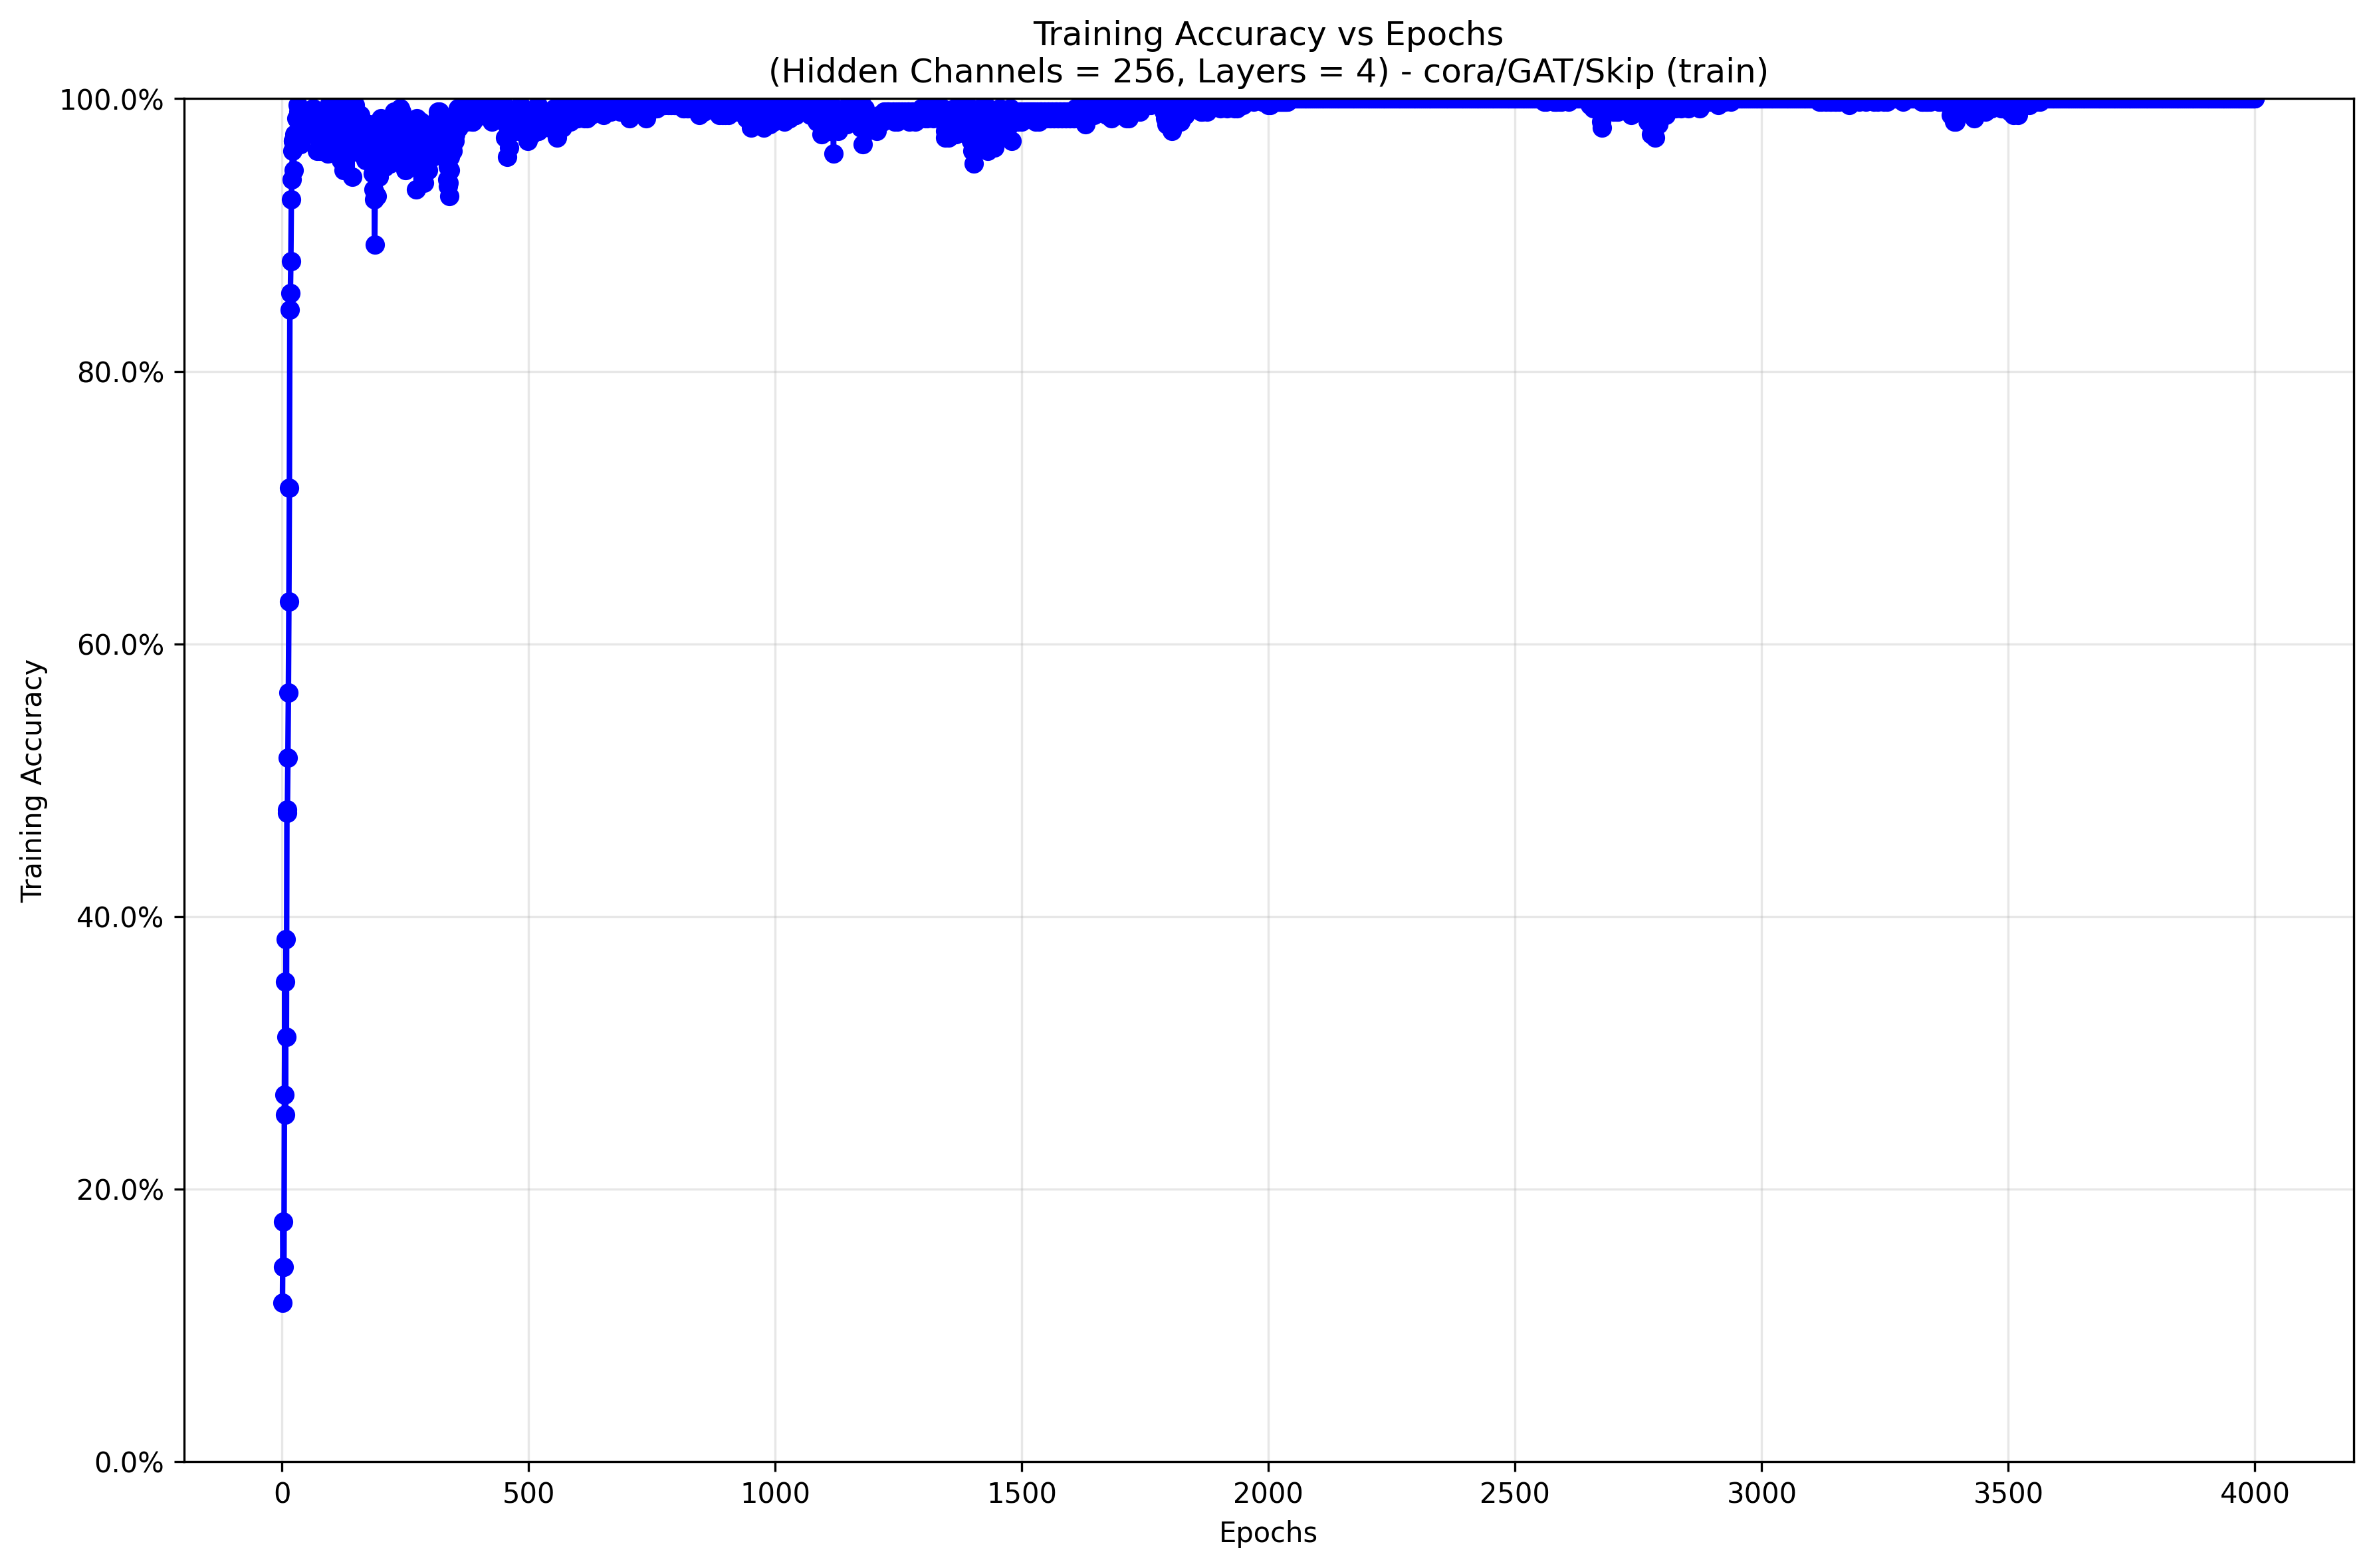 Training Accuracy vs Epochs
(Hidden Channels = 256, Layers = 4) - cora/GAT/Skip (train)
100.0%
80.0%
60.0%
40.0%
20.0%
0.0%
Training Accuracy
0 500 1000 1500 2000 2500 3000 3500 4000
Epochs